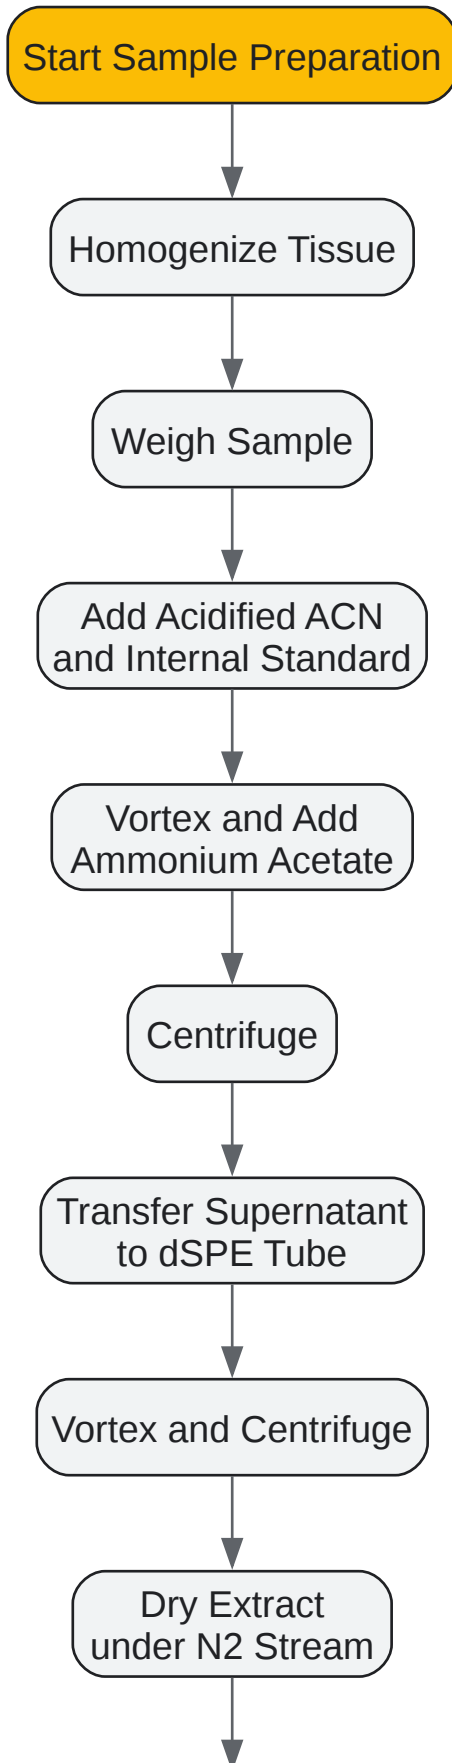 Start Sample Preparation
Homogenize Tissue
Weigh Sample
Add Acidified ACN
and Internal Standard
Vortex and Add
Ammonium Acetate
Centrifuge
Transfer Supernatant
to dSPE Tube
Vortex and Centrifuge
Dry Extract
under N2 Stream